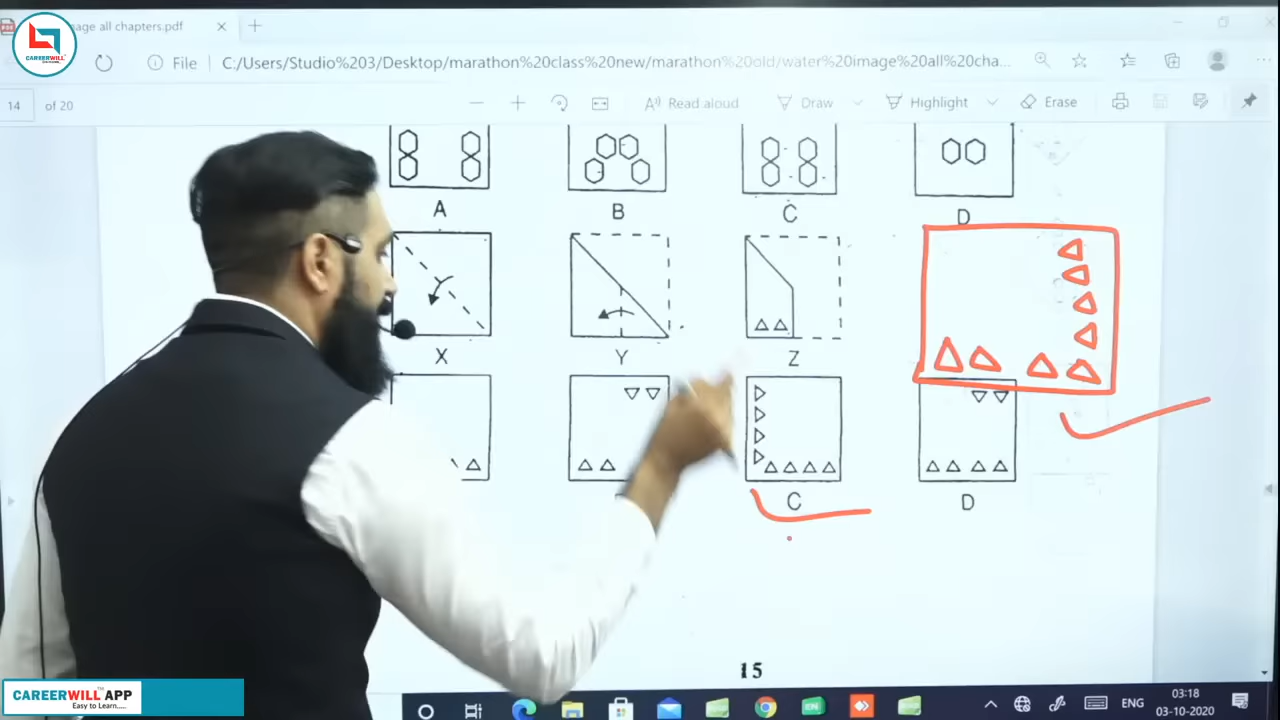 nage all chapters.pdf
CAREERWILL
File C:/Users/Studio%203/Desktop/marathon%20class%20new/marathon%20old/water%20image%20all%20cha...
14 of 20 Read aloud Draw Highlight Erase
A B C D
X Y Z
C D
15
CAREERWILL APP
Easy to Learn.....
ENG 03:18
03-10-2020